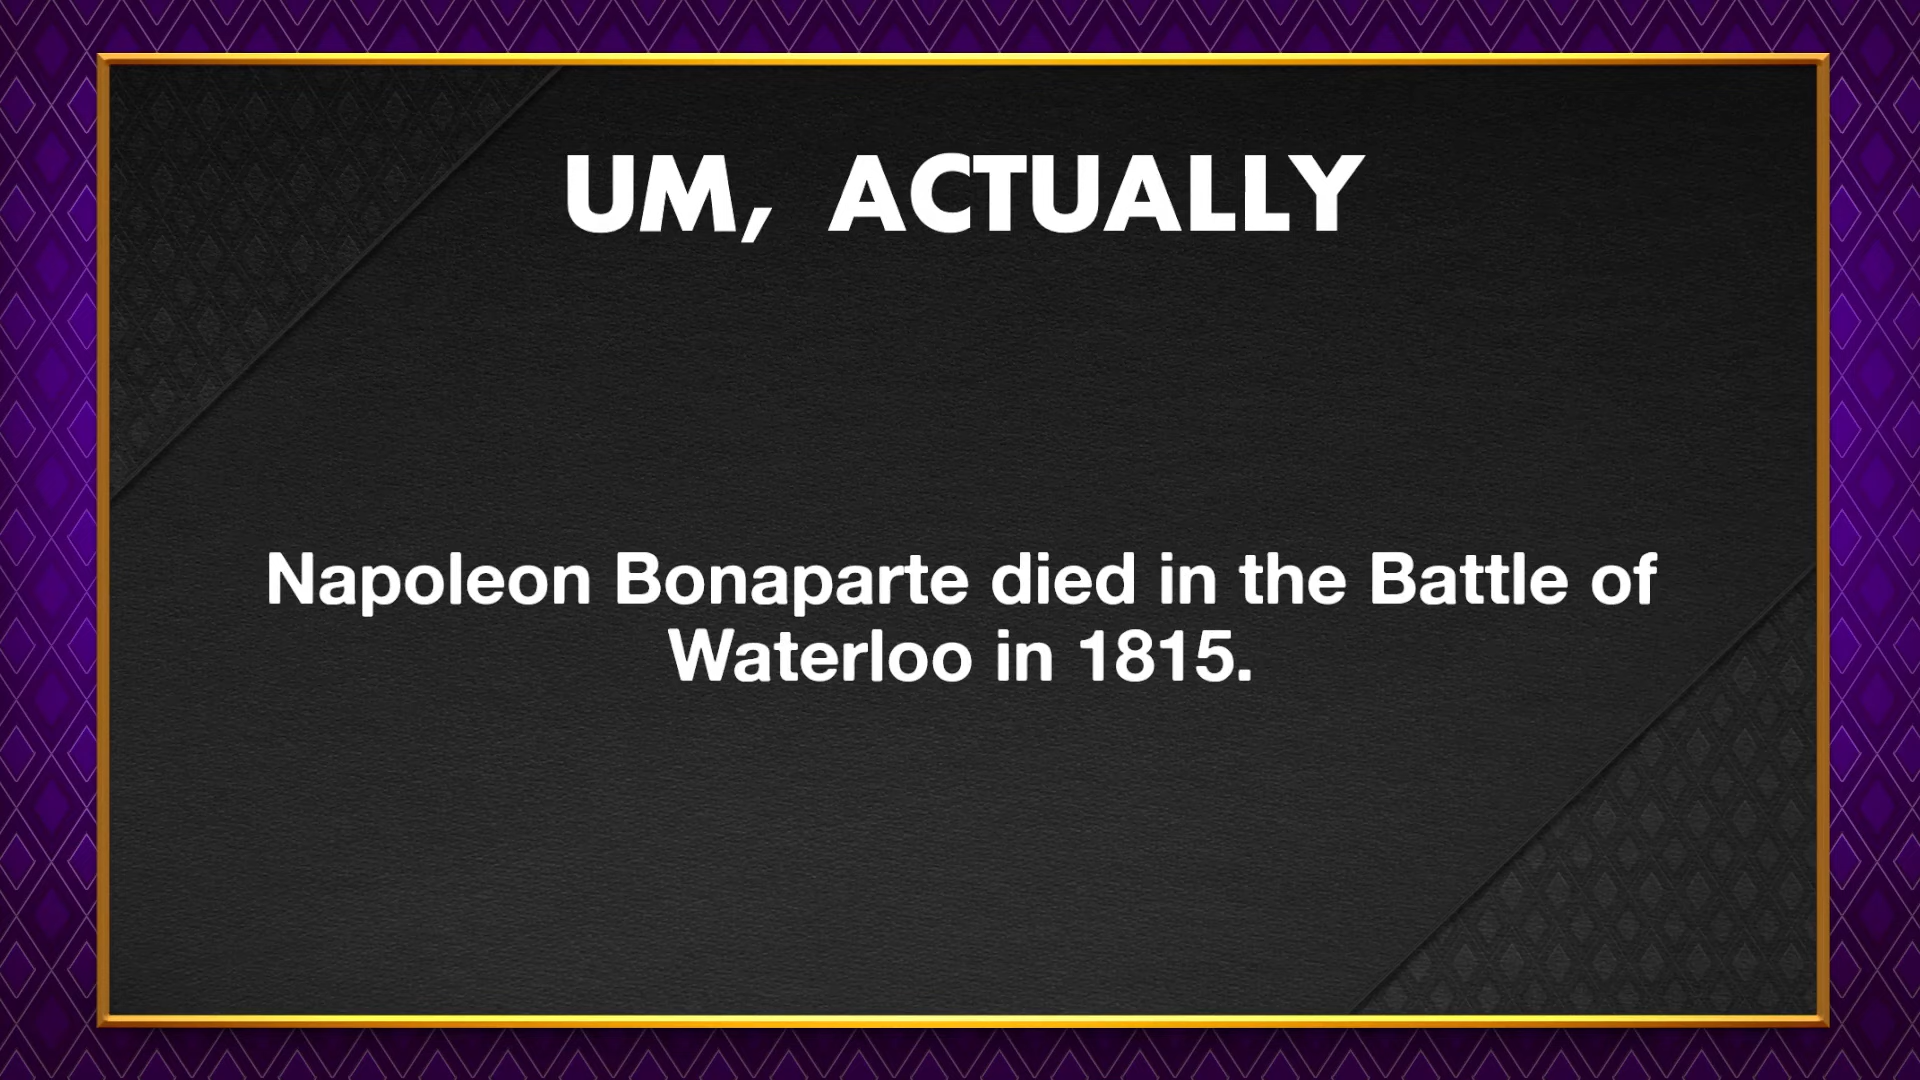 UM, ACTUALLY
Napoleon Bonaparte died in the Battle of
Waterloo in 1815.